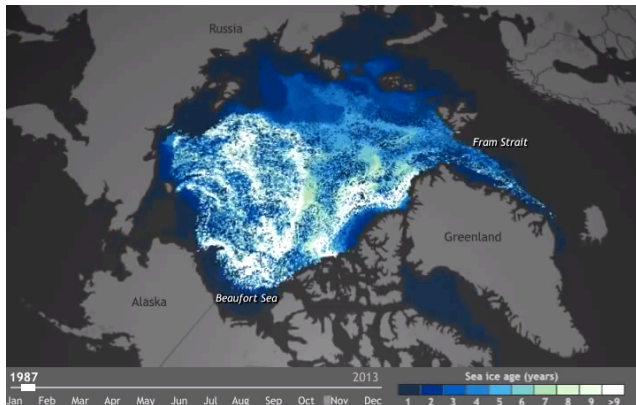 Russia
Fram Strait
Greenland
Alaska
Beaufort Sea
1987 2013
Jan Feb Mar Apr May Jun Jul Aug Sep Oct Nov Dec
Sea ice age (years)
1 2 3 4 5 6 7 8 9 >9